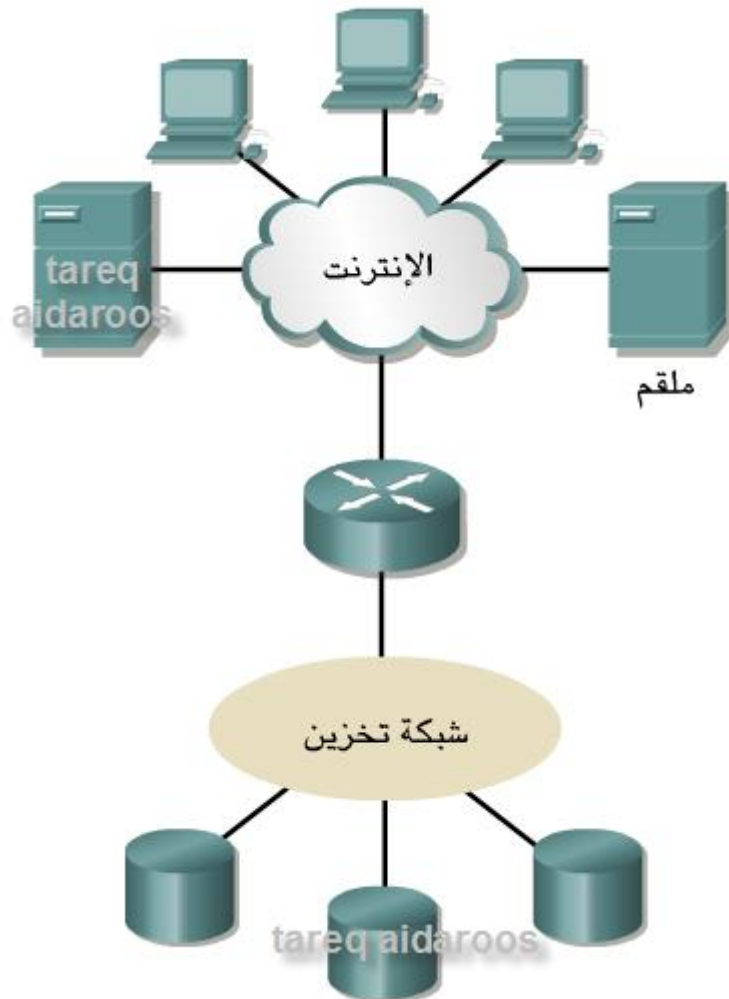 tareq
aidaroos
الإنترنت
ملقم
شبكة تخزين
tareq aidaroos